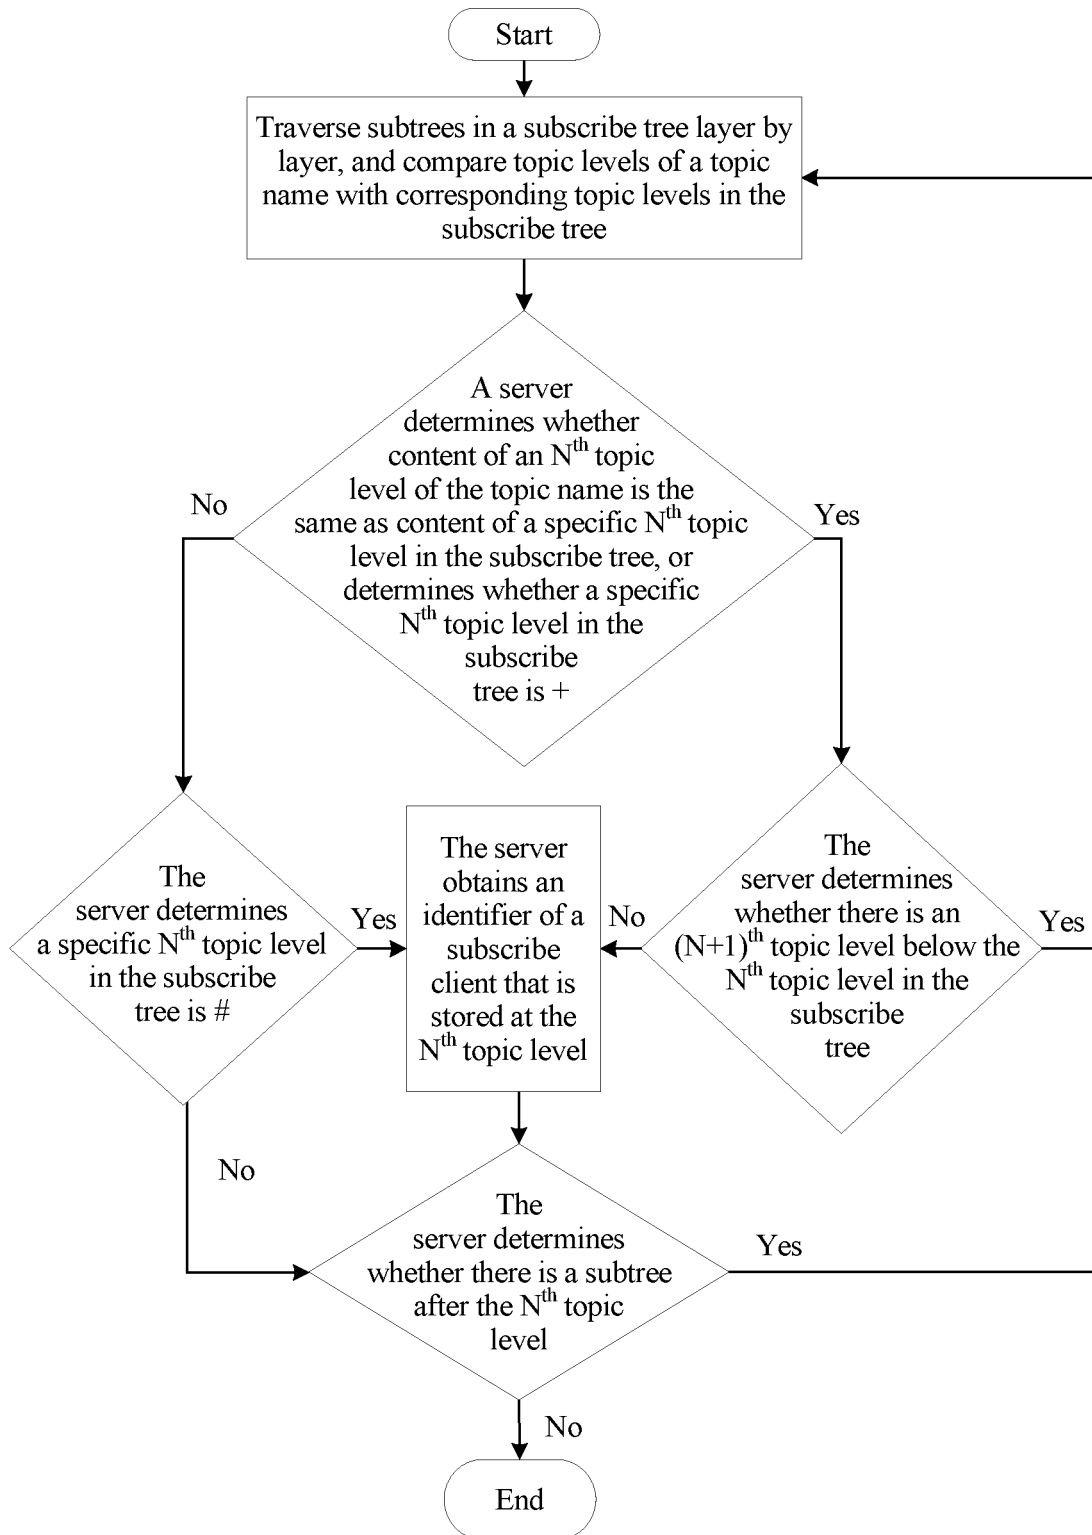 Start
Traverse subtrees in a subscribe tree layer by
layer, and compare topic levels of a topic
name with corresponding topic levels in the
subscribe tree
A server
determines whether
content of an Nth topic
level of the topic name is the
same as content of a specific Nth topic
level in the subscribe tree, or
determines whether a specific
Nth topic level in the
subscribe
tree is +
No
Yes
The
server determines
a specific Nth topic level
in the subscribe
tree is #
Yes
The server
obtains an
identifier of a
subscribe
client that is
stored at the
Nth topic level
No
The
server determines
whether there is an
(N+1)th topic level below the
Nth topic level in the
subscribe
tree
Yes
No
The
server determines
whether there is a subtree
after the Nth topic
level
Yes
No
End